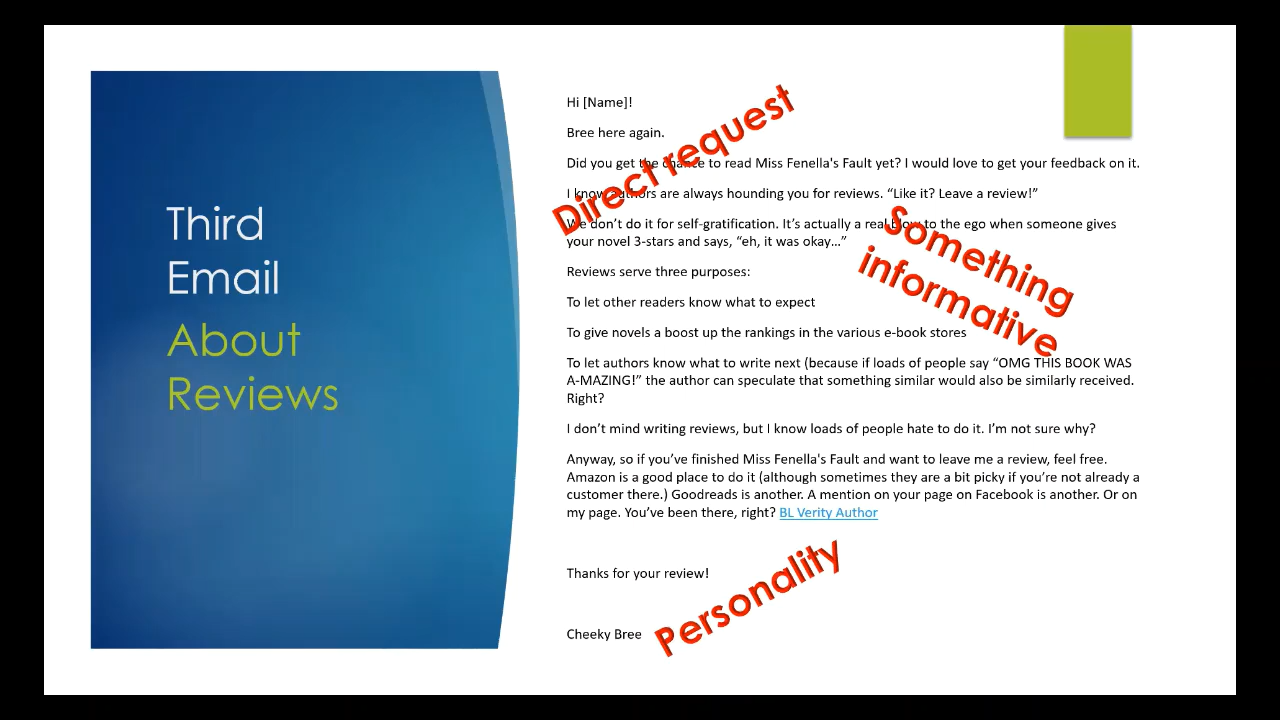 Third
Email
About
Reviews
Hi [Name]!
Bree here again.
Did you get the chance to read Miss Fenella's Fault yet? I would love to get your feedback on it.
I know authors are always hounding you for reviews. “Like it? Leave a review!”
We don’t do it for self-gratification. It’s actually a real blow to the ego when someone gives
your novel 3-stars and says, “eh, it was okay…”
Reviews serve three purposes:
To let other readers know what to expect
To give novels a boost up the rankings in the various e-book stores
To let authors know what to write next (because if loads of people say “OMG THIS BOOK WAS
A-MAZING!” the author can speculate that something similar would also be similarly received.
Right?
I don’t mind writing reviews, but I know loads of people hate to do it. I’m not sure why?
Anyway, so if you’ve finished Miss Fenella's Fault and want to leave me a review, feel free.
Amazon is a good place to do it (although sometimes they are a bit picky if you’re not already a
customer there.) Goodreads is another. A mention on your page on Facebook is another. Or on
my page. You’ve been there, right? BL Verity Author
Thanks for your review!
Cheeky Bree
Direct request
Something
informative
Personality